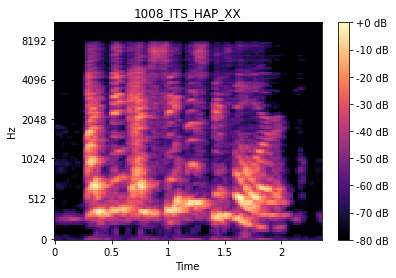 1008_ITS_HAP_XX
+0 dB
8192
-10 dB
4096
-20 dB
-30 dB
2048
Hz
-40 dB
1024
-50 dB
512
-60 dB
-70 dB
0
-80 dB
0 0.5 1 1.5 2
Time